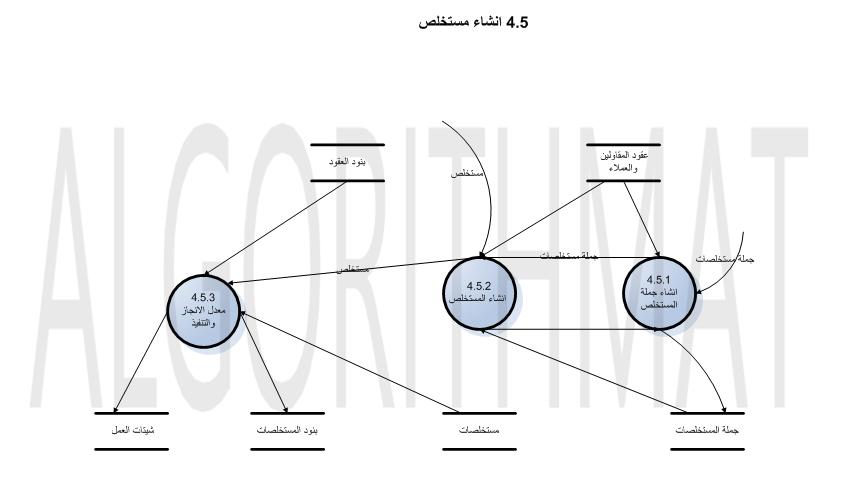 4.5 انشاء مستخلص
عقود المقاولين
والعملاء
بنود العقود
مستخلص
جملة مستخلصات
جملة مستخلصات
مستخلص
4.5.1
انشاء جملة
المستخلص
4.5.2
انشاء المستخلص
4.5.3
معدل الانجاز
والتنفيذ
جملة المستخلصات
مستخلصات
بنود المستخلصات
شيتات العمل
ALGORITHMAT